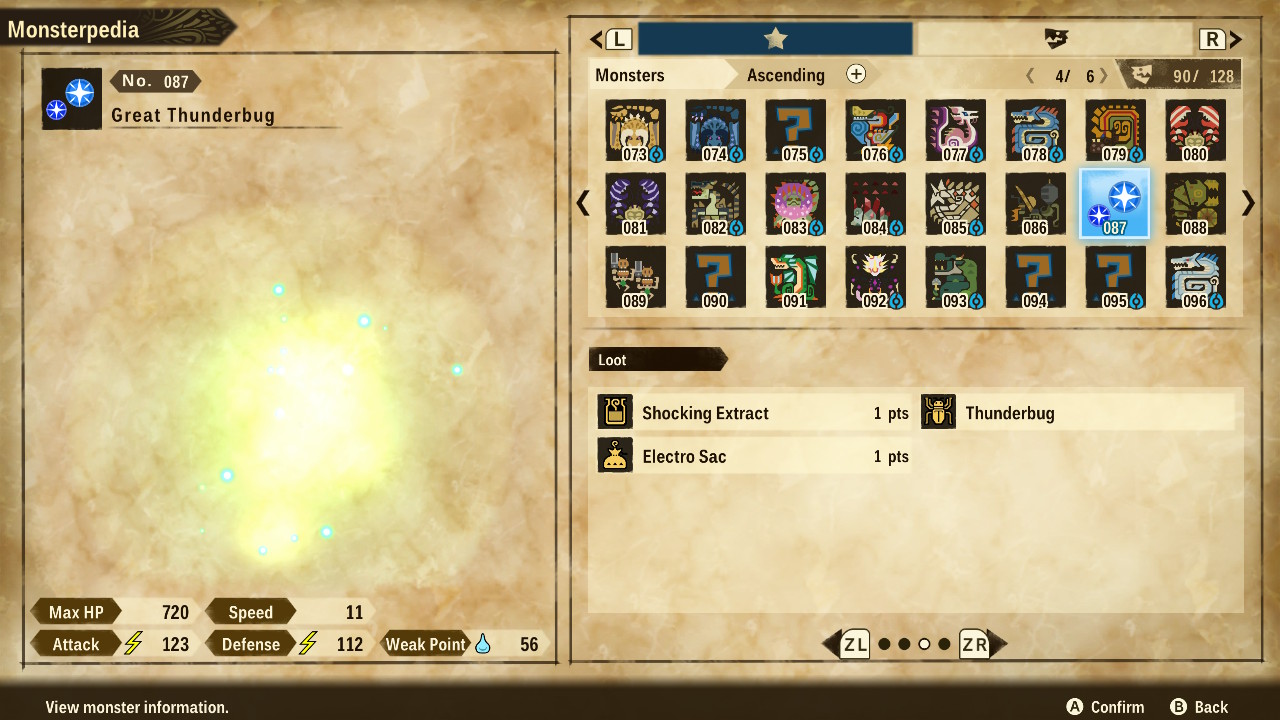 Monsterpedia
No. 087
Great Thunderbug
Max HP 720 Speed 11
Attack 123 Defense 112 Weak Point 56
L R
Monsters Ascending 4/ 6 90/ 128
073 074 075 076 077 078 079 080
081 082 083 084 085 086 087 088
089 090 091 092 093 094 095 096
Loot
Shocking Extract 1 pts Thunderbug
Electro Sac 1 pts
ZL ZR
View monster information. A Confirm B Back